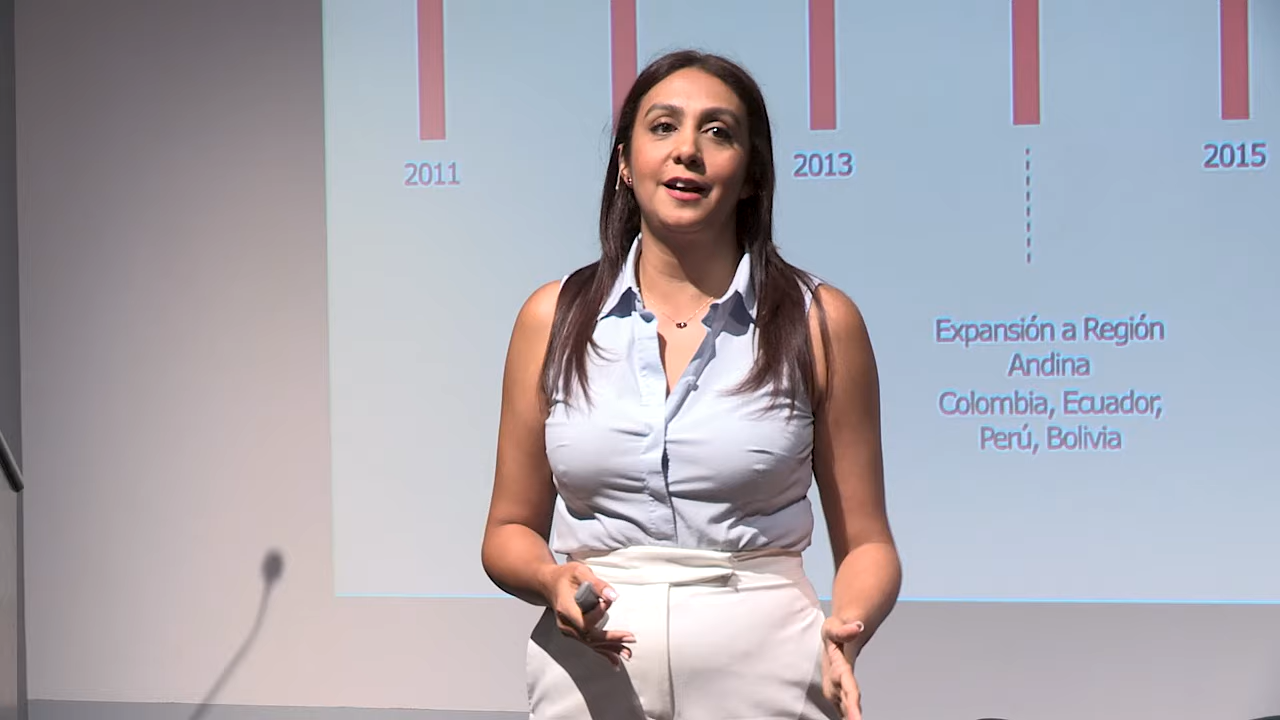 2011
2013
2015
Expansión a Región
Andina
Colombia, Ecuador,
Perú, Bolivia